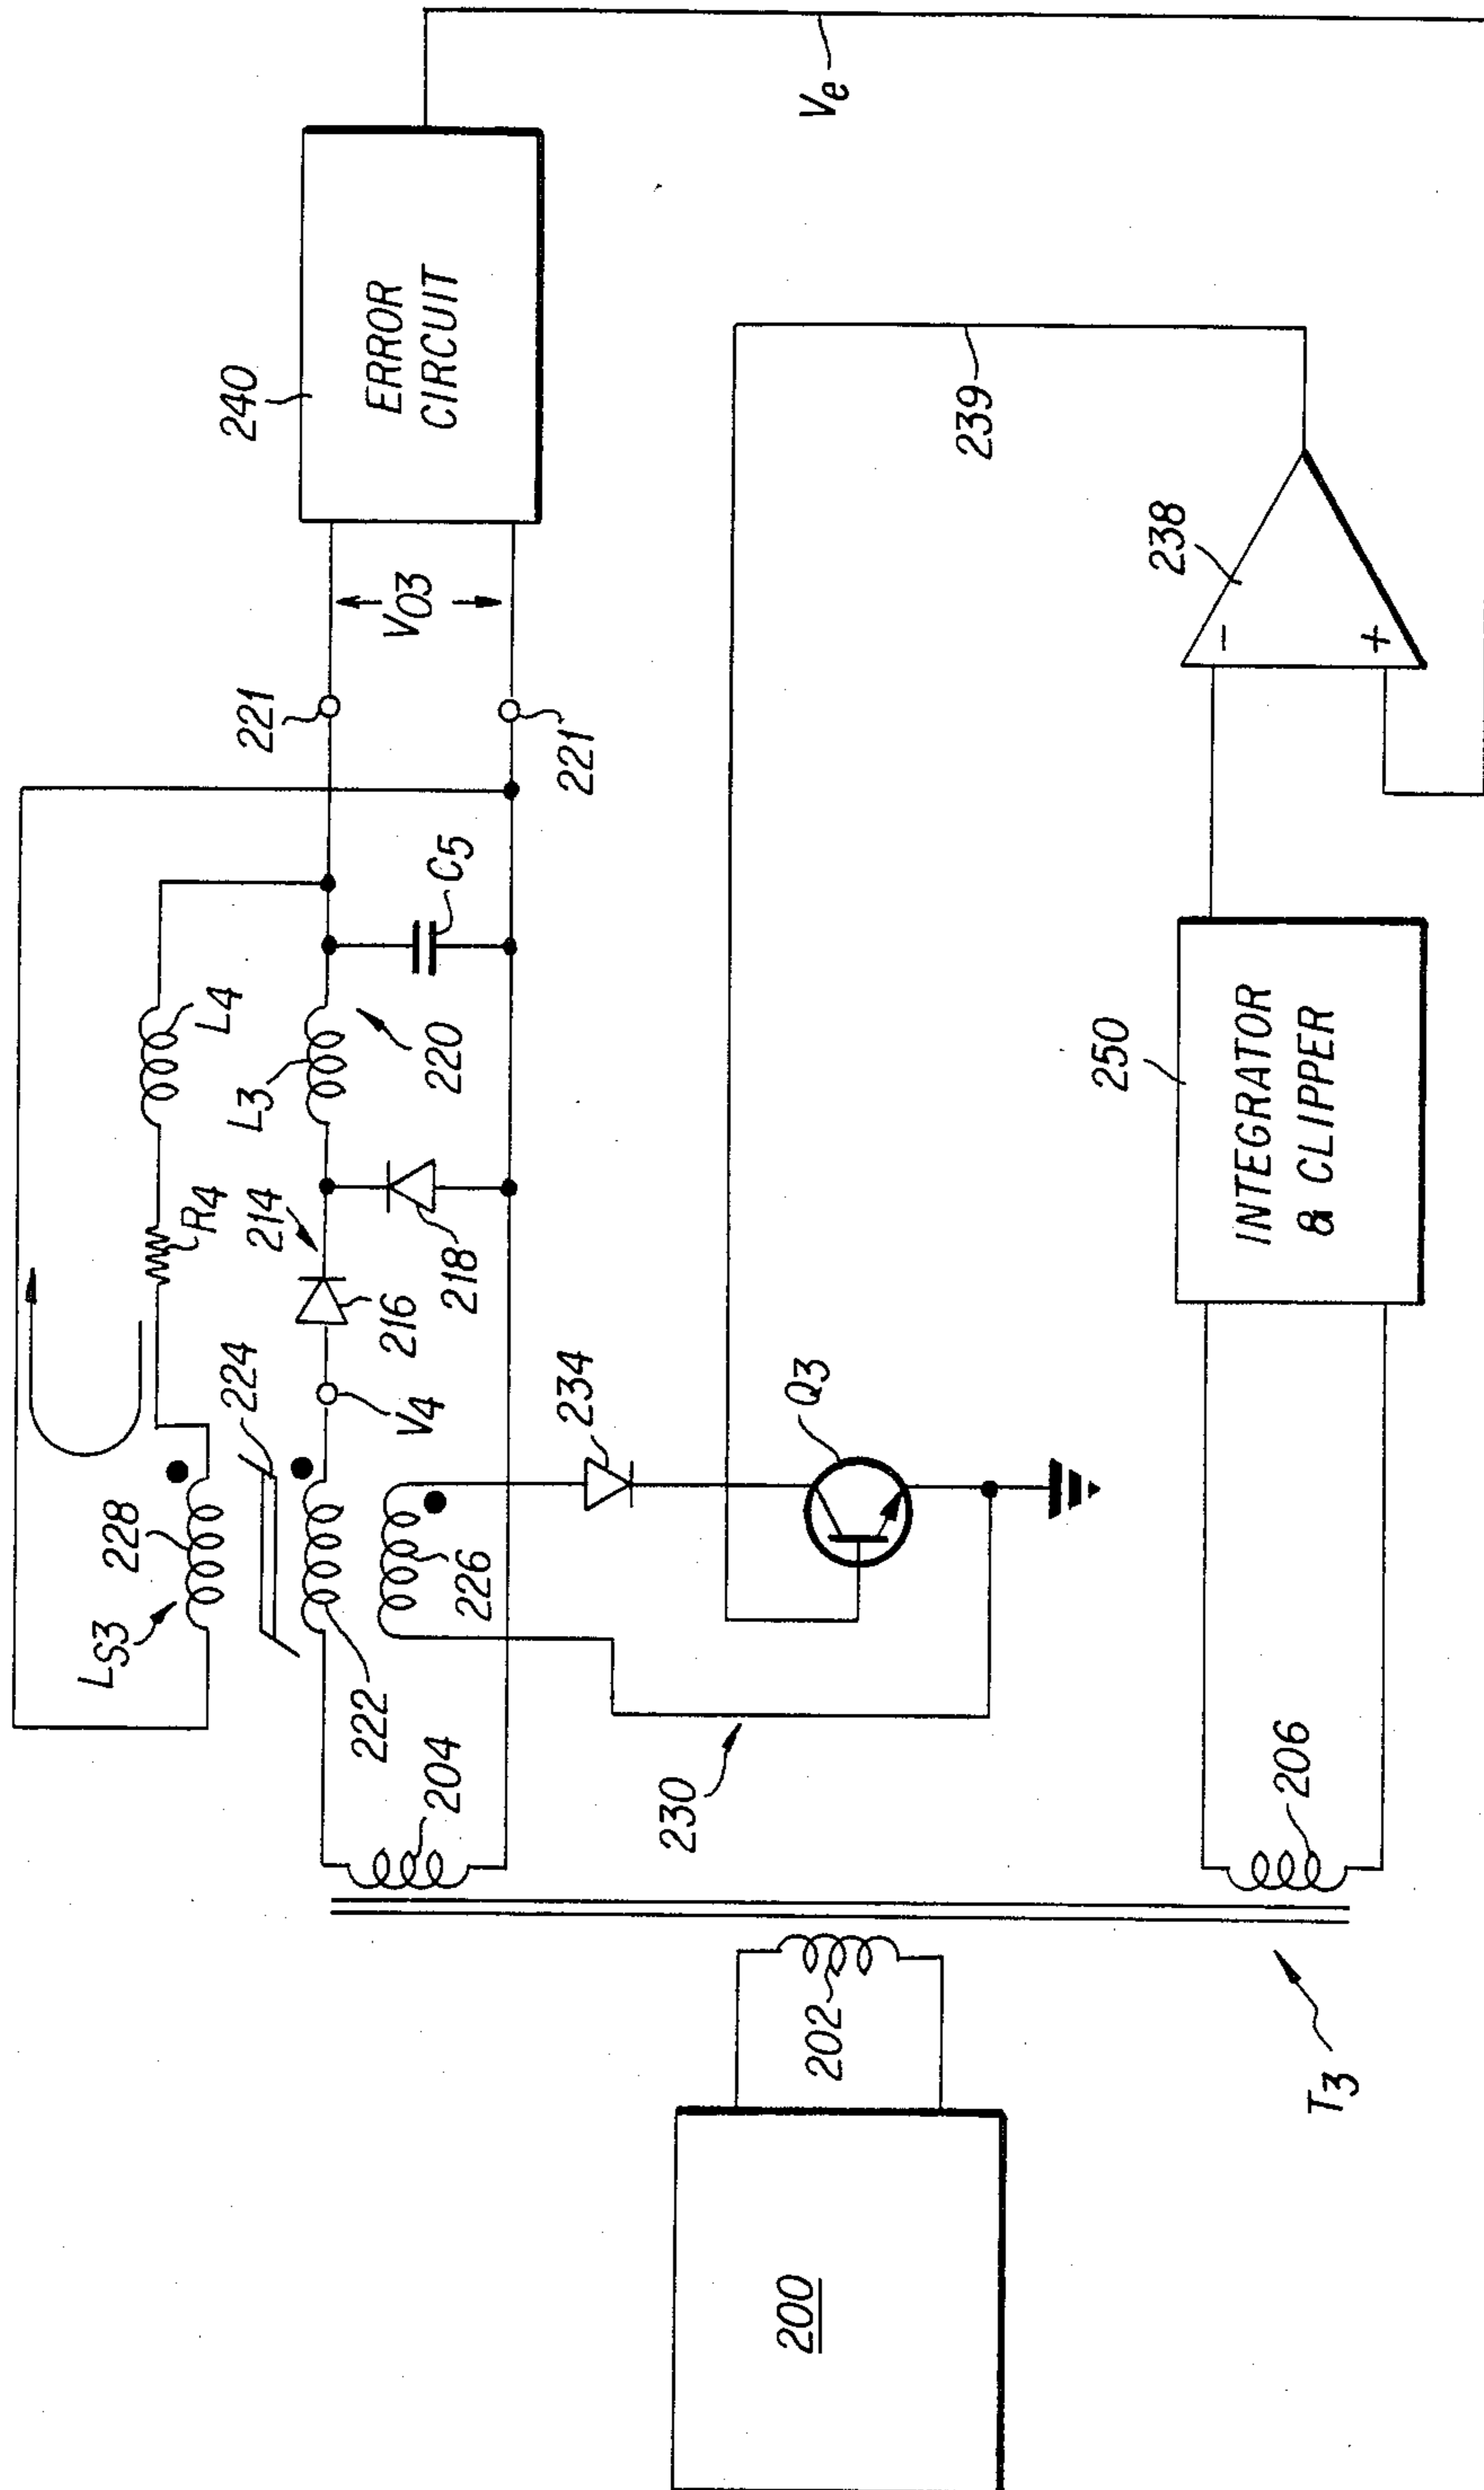 LS3
228
224
R4
L4
240
ERROR
CIRCUIT
221
VO3
221
Ve
L3
220
C5
214
216
218
V4
222
226
204
234
Q3
230
239
238
−
+
250
INTEGRATOR
& CLIPPER
206
202
200
T3